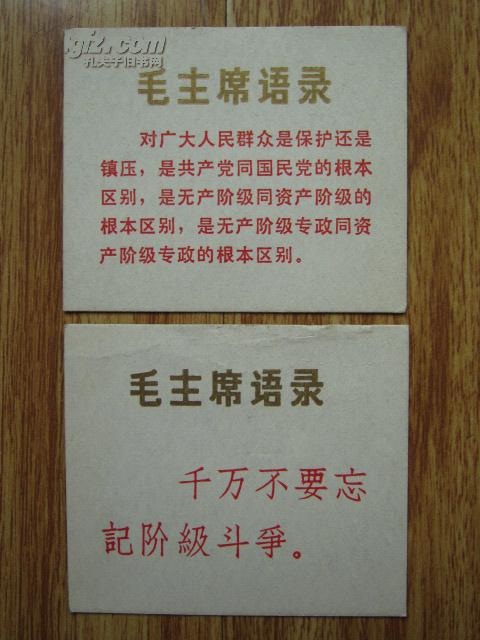 gjz.com
孔夫子旧书网
毛主席语录
对广大人民群众是保护还是
镇压，是共产党同国民党的根本
区别，是无产阶级同资产阶级的
根本区别，是无产阶级专政同资
产阶级专政的根本区别。
毛主席语录
千万不要忘
記阶級斗爭。